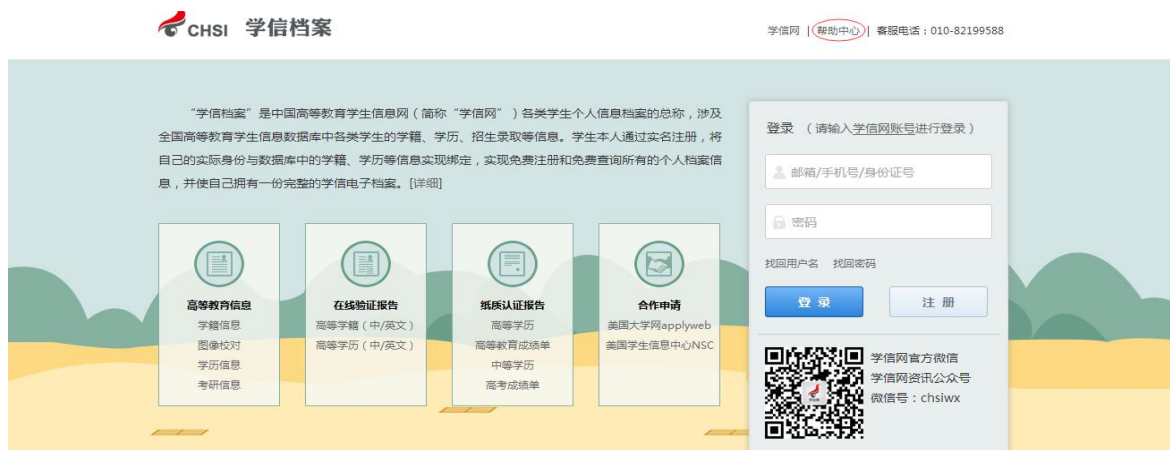 CHSI 学信档案
学信网 | 帮助中心 | 客服电话：010-82199588
“学信档案”是中国高等教育学生信息网（简称“学信网”）各类学生个人信息档案的总称，涉及
全国高等教育学生信息数据库中各类学生的学籍、学历、招生录取等信息。学生本人通过实名注册，将
自己的实际身份与数据库中的学籍、学历等信息实现绑定，实现免费注册和免费查询所有的个人档案信
息，并使自己拥有一份完整的学信电子档案。[详细]
高等教育信息
学籍信息
图像校对
学历信息
考研信息
在线验证报告
高等学籍（中/英文）
高等学历（中/英文）
纸质认证报告
高等学历
高等教育成绩单
中等学历
高考成绩单
合作申请
美国大学网applyweb
美国学生信息中心NSC
登录 （请输入学信网账号进行登录）
邮箱/手机号/身份证号
密码
找回用户名 找回密码
登 录 注 册
学信网官方微信
学信网资讯公众号
微信号：chsiwx